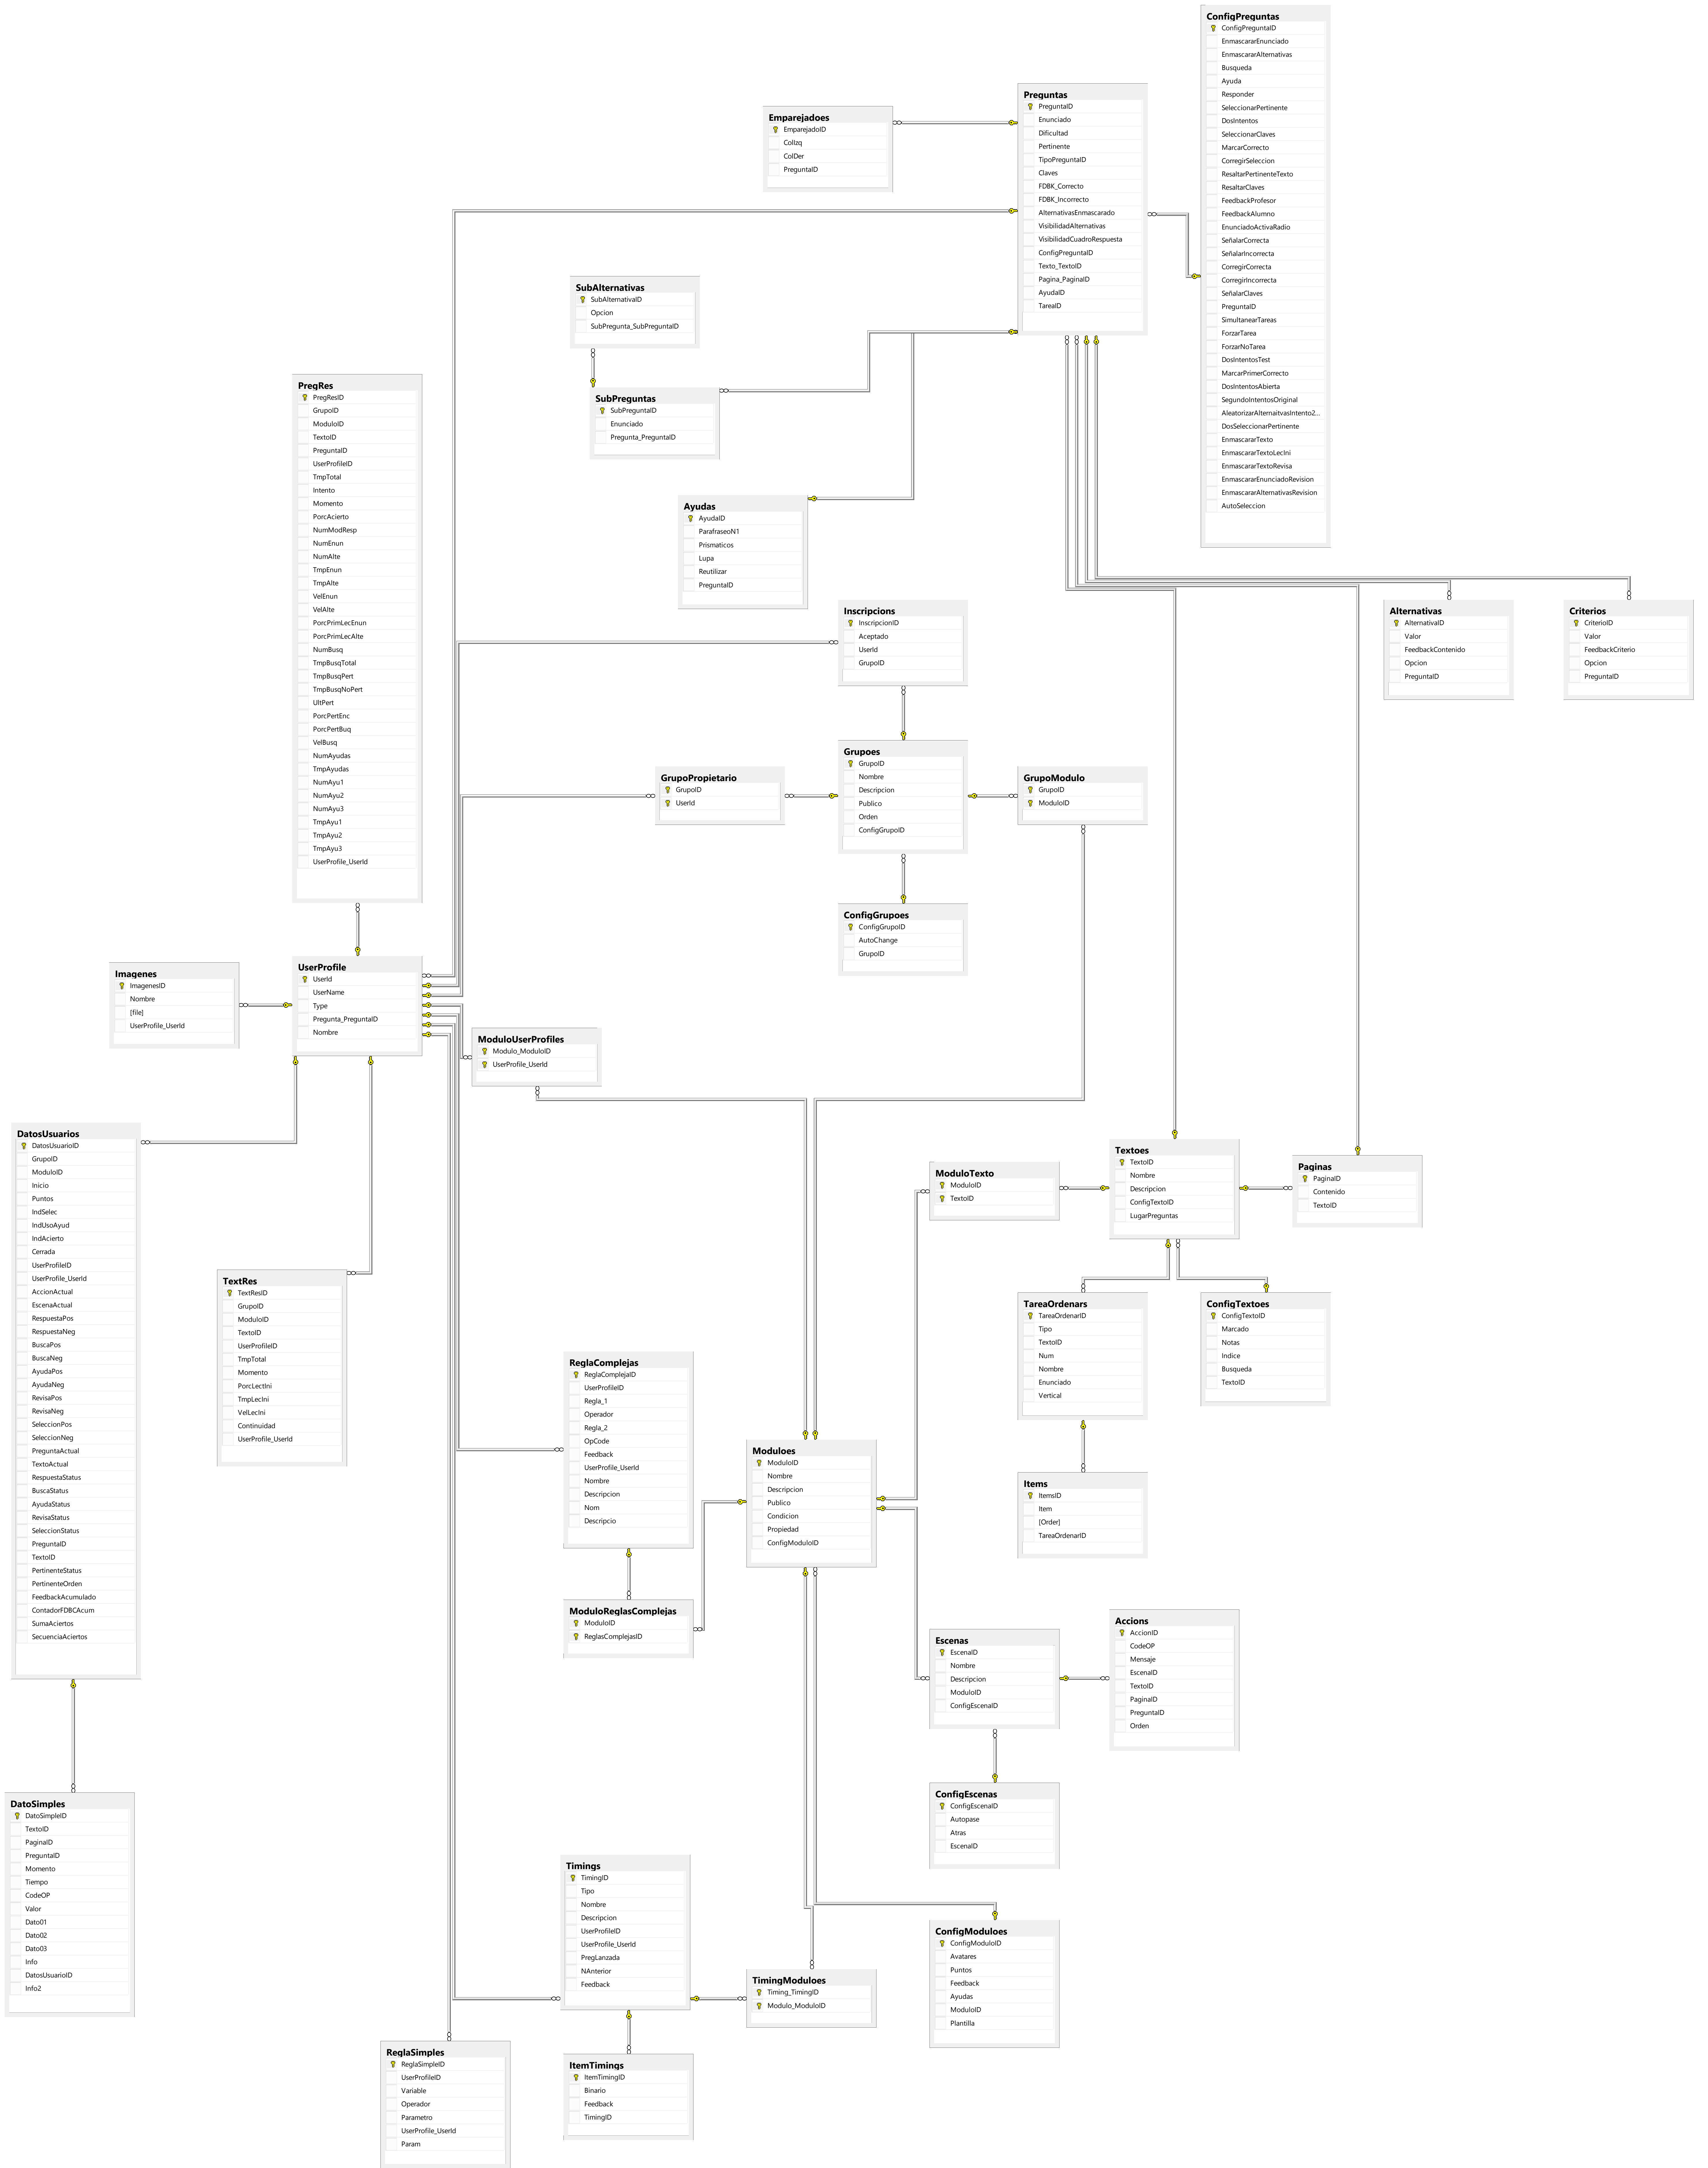 ConfigPreguntas
ConfigPreguntaID
EnmascararEnunciado
EnmascararAlternativas
Busqueda
Ayuda
Responder
SeleccionarPertinente
DosIntentos
SeleccionarClaves
MarcarCorrecto
CorregirSeleccion
ResaltarPertinenteTexto
ResaltarClaves
FeedbackProfesor
FeedbackAlumno
EnunciadoActivaRadio
SeñalarCorrecta
SeñalarIncorrecta
CorregirCorrecta
CorregirIncorrecta
SeñalarClaves
PreguntaID
SimultanearTareas
ForzarTarea
ForzarNoTarea
DosIntentosTest
MarcarPrimerCorrecto
DosIntentosAbierta
SegundoIntentosOriginal
AleatorizarAlternaitvasIntento2...
DosSeleccionarPertinente
EnmascararTexto
EnmascararTextoLecIni
EnmascararTextoRevisa
EnmascararEnunciadoRevision
EnmascararAlternativasRevision
AutoSeleccion
Preguntas
PreguntaID
Enunciado
Dificultad
Pertinente
TipoPreguntaID
Claves
FDBK_Correcto
FDBK_Incorrecto
AlternativasEnmascarado
VisibilidadAlternativas
VisibilidadCuadroRespuesta
ConfigPreguntaID
Texto_TextoID
Pagina_PaginaID
AyudaID
TareaID
Emparejadoes
EmparejadoID
ColIzq
ColDer
PreguntaID
SubAlternativas
SubAlternativaID
Opcion
SubPregunta_SubPreguntaID
SubPreguntas
SubPreguntaID
Enunciado
Pregunta_PreguntaID
PregRes
PregResID
GrupoID
ModuloID
TextoID
PreguntaID
UserProfileID
TmpTotal
Intento
Momento
PorcAcierto
NumModResp
NumEnun
NumAlte
TmpEnun
TmpAlte
VelEnun
VelAlte
PorcPrimLecEnun
PorcPrimLecAlte
NumBusq
TmpBusqTotal
TmpBusqPert
TmpBusqNoPert
UltPert
PorcPertEnc
PorcPertBuq
VelBusq
NumAyudas
TmpAyudas
NumAyu1
NumAyu2
NumAyu3
TmpAyu1
TmpAyu2
TmpAyu3
UserProfile_UserId
Ayudas
AyudaID
ParafraseoN1
Prismaticos
Lupa
Reutilizar
PreguntaID
Inscripcions
InscripcionID
Aceptado
UserId
GrupoID
Alternativas
AlternativaID
Valor
FeedbackContenido
Opcion
PreguntaID
Criterios
CriterioID
Valor
FeedbackCriterio
Opcion
PreguntaID
GrupoPropietario
GrupoID
UserId
Grupoes
GrupoID
Nombre
Descripcion
Publico
Orden
ConfigGrupoID
GrupoModulo
GrupoID
ModuloID
ConfigGrupoes
ConfigGrupoID
AutoChange
GrupoID
Imagenes
ImagenesID
Nombre
[file]
UserProfile_UserId
UserProfile
UserId
UserName
Type
Pregunta_PreguntaID
Nombre
ModuloUserProfiles
Modulo_ModuloID
UserProfile_UserId
DatosUsuarios
DatosUsuarioID
GrupoID
ModuloID
Inicio
Puntos
IndSelec
IndUsoAyud
IndAcierto
Cerrada
UserProfileID
UserProfile_UserId
AccionActual
EscenaActual
RespuestaPos
RespuestaNeg
BuscaPos
BuscaNeg
AyudaPos
AyudaNeg
RevisaPos
RevisaNeg
SeleccionPos
SeleccionNeg
PreguntaActual
TextoActual
RespuestaStatus
BuscaStatus
AyudaStatus
RevisaStatus
SeleccionStatus
PreguntaID
TextoID
PertinenteStatus
PertinenteOrden
FeedbackAcumulado
ContadorFDBCAcum
SumaAciertos
SecuenciaAciertos
TextRes
TextResID
GrupoID
ModuloID
TextoID
UserProfileID
TmpTotal
Momento
PorcLectIni
TmpLecIni
VelLecIni
Continuidad
UserProfile_UserId
ModuloTexto
ModuloID
TextoID
Textoes
TextoID
Nombre
Descripcion
ConfigTextoID
LugarPreguntas
Paginas
PaginaID
Contenido
TextoID
TareaOrdenars
TareaOrdenarID
Tipo
TextoID
Num
Nombre
Enunciado
Vertical
ConfigTextoes
ConfigTextoID
Marcado
Notas
Indice
Busqueda
TextoID
ReglaComplejas
ReglaComplejaID
UserProfileID
Regla_1
Operador
Regla_2
OpCode
Feedback
UserProfile_UserId
Nombre
Descripcion
Nom
Descripcio
Moduloes
ModuloID
Nombre
Descripcion
Publico
Condicion
Propiedad
ConfigModuloID
Items
ItemsID
Item
[Order]
TareaOrdenarID
ModuloReglasComplejas
ModuloID
ReglasComplejasID
Escenas
EscenaID
Nombre
Descripcion
ModuloID
ConfigEscenaID
Accions
AccionID
CodeOP
Mensaje
EscenaID
TextoID
PaginaID
PreguntaID
Orden
DatoSimples
DatoSimpleID
TextoID
PaginaID
PreguntaID
Momento
Tiempo
CodeOP
Valor
Dato01
Dato02
Dato03
Info
DatosUsuarioID
Info2
ConfigEscenas
ConfigEscenaID
Autopase
Atras
EscenaID
Timings
TimingID
Tipo
Nombre
Descripcion
UserProfileID
UserProfile_UserId
PregLanzada
NAnterior
Feedback
TimingModuloes
Timing_TimingID
Modulo_ModuloID
ConfigModuloes
ConfigModuloID
Avatares
Puntos
Feedback
Ayudas
ModuloID
Plantilla
ReglaSimples
ReglaSimpleID
UserProfileID
Variable
Operador
Parametro
UserProfile_UserId
Param
ItemTimings
ItemTimingID
Binario
Feedback
TimingID